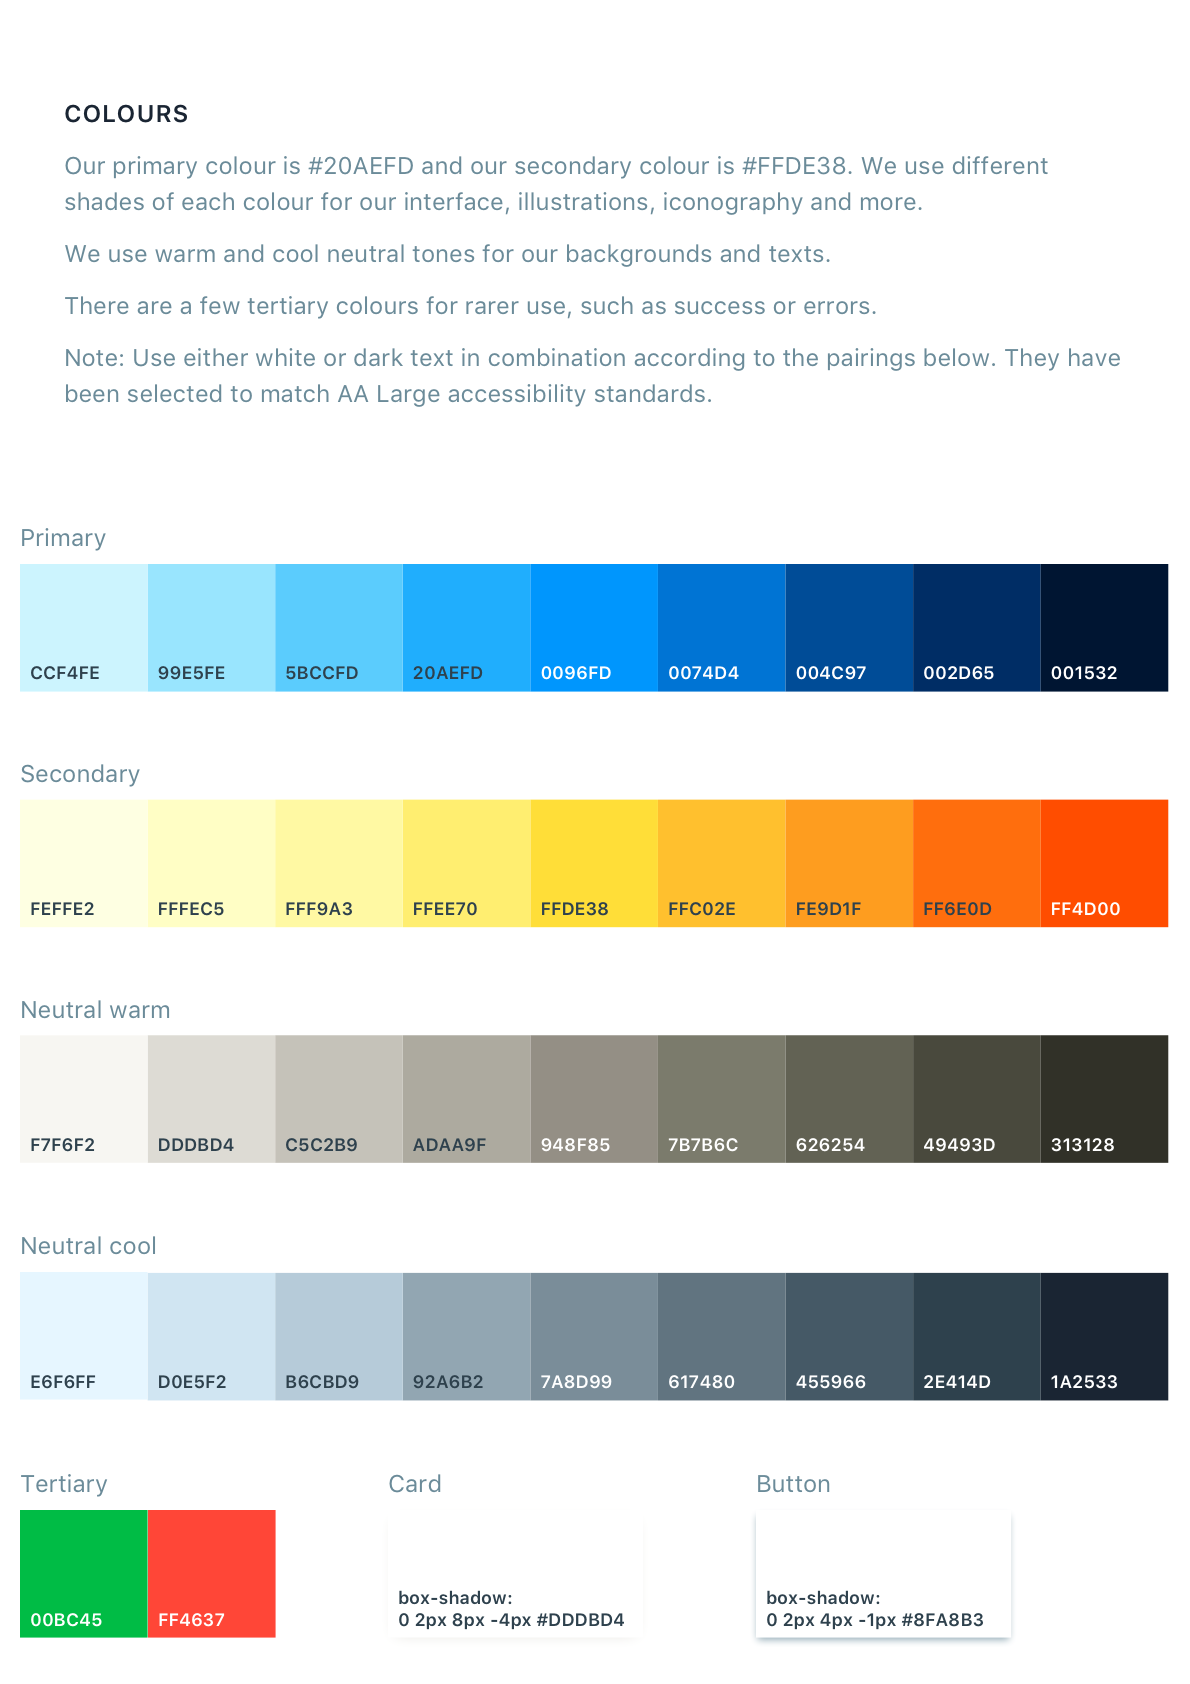 COLOURS
Our primary colour is #20AEFD and our secondary colour is #FFDE38. We use different
shades of each colour for our interface, illustrations, iconography and more.
We use warm and cool neutral tones for our backgrounds and texts.
There are a few tertiary colours for rarer use, such as success or errors.
Note: Use either white or dark text in combination according to the pairings below. They have
been selected to match AA Large accessibility standards.
Primary
CCF4FE 99E5FE 5BCCFD 20AEFD 0096FD 0074D4 004C97 002D65 001532
Secondary
FEFFE2 FFFEC5 FFF9A3 FFEE70 FFDE38 FFC02E FE9D1F FF6E0D FF4D00
Neutral warm
F7F6F2 DDDBD4 C5C2B9 ADAA9F 948F85 7B7B6C 626254 49493D 313128
Neutral cool
E6F6FF D0E5F2 B6CBD9 92A6B2 7A8D99 617480 455966 2E414D 1A2533
Tertiary
00BC45 FF4637
Card
box-shadow:
0 2px 8px -4px #DDDBD4
Button
box-shadow:
0 2px 4px -1px #8FA8B3